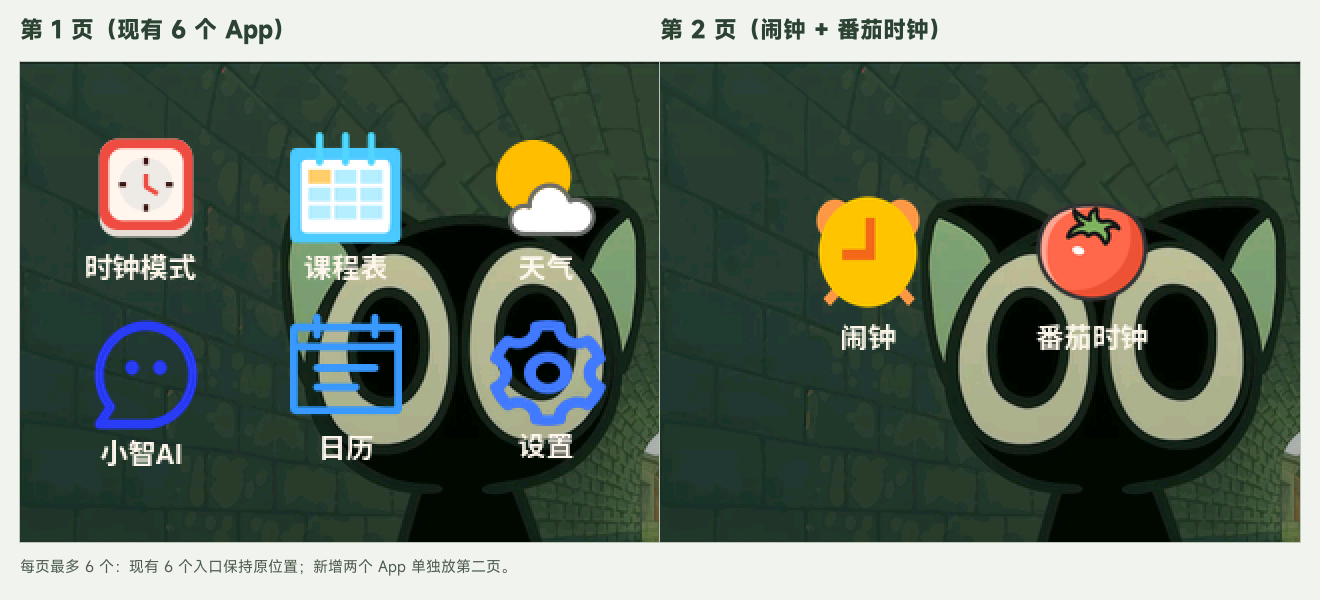 第 1 页（现有 6 个 App）
第 2 页（闹钟 + 番茄时钟）
时钟模式
课程表
天气
小智AI
日历
设置
闹钟
番茄时钟
每页最多 6 个：现有 6 个入口保持原位置；新增两个 App 单独放第二页。